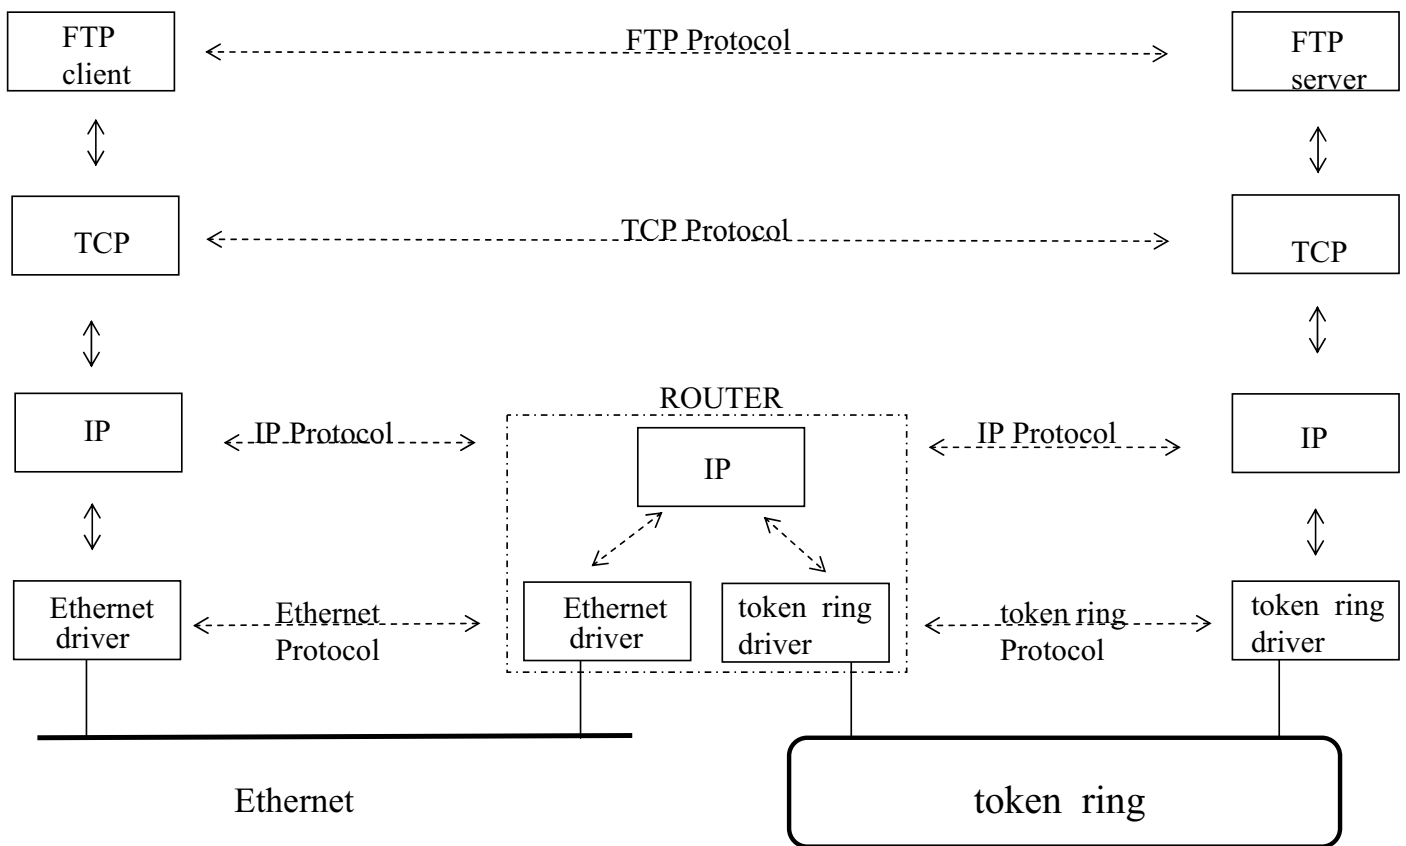 FTP
client
FTP Protocol
FTP
server
TCP
TCP Protocol
TCP
ROUTER
IP
IP Protocol
IP
IP Protocol
IP
Ethernet
driver
Ethernet
Protocol
Ethernet
driver
token ring
driver
token ring
Protocol
token ring
driver
Ethernet
token ring